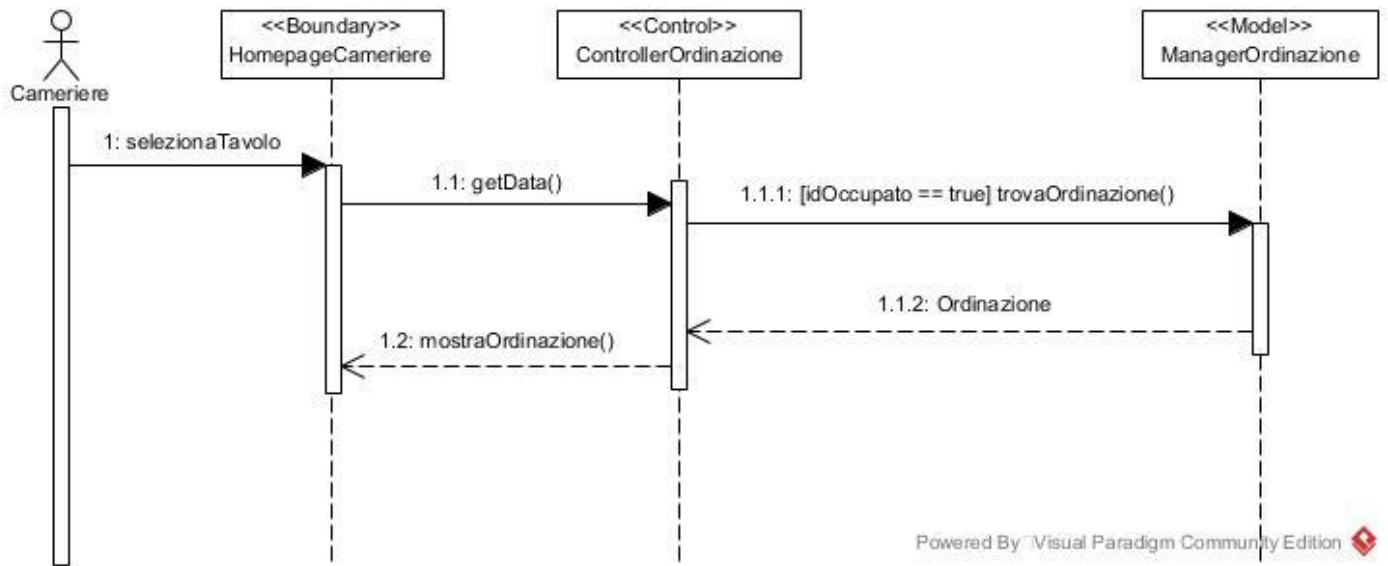 <<Boundary>>
HomepageCameriere
<<Control>>
ControllerOrdinazione
<<Model>>
ManagerOrdinazione
Cameriere
1: selezionaTavolo
1.1: getData()
1.1.1: [idOccupato == true] trovaOrdinazione()
1.1.2: Ordinazione
1.2: mostraOrdinazione()
Powered By Visual Paradigm Community Edition